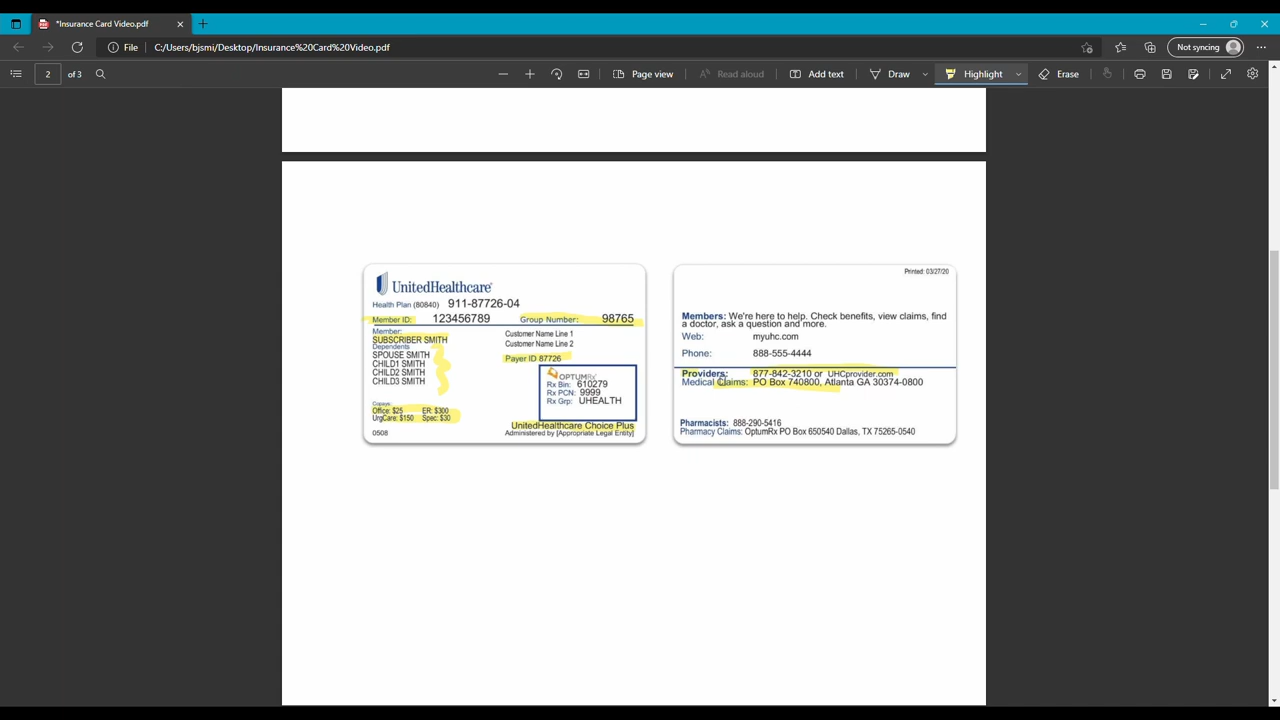 *Insurance Card Video.pdf
File C:/Users/bjsmi/Desktop/Insurance%20Card%20Video.pdf Not syncing
2 of 3 Page view Read aloud Add text Draw Highlight Erase
UnitedHealthcare®
Health Plan (80840) 911-87726-04
Member ID: 123456789 Group Number: 98765
Member:
SUBSCRIBER SMITH
Dependents
SPOUSE SMITH
CHILD1 SMITH
CHILD2 SMITH
CHILD3 SMITH
Customer Name Line 1
Customer Name Line 2
Payer ID 87726
OPTUMRx
Rx Bin: 610279
Rx PCN: 9999
Rx Grp: UHEALTH
Copays:
Office: $25 ER: $300
UrgCare: $150 Spec: $30
0508
UnitedHealthcare Choice Plus
Administered by [Appropriate Legal Entity]
Printed: 03/27/20
Members: We're here to help. Check benefits, view claims, find
a doctor, ask a question and more.
Web: myuhc.com
Phone: 888-555-4444
Providers: 877-842-3210 or UHCprovider.com
Medical Claims: PO Box 740800, Atlanta GA 30374-0800
Pharmacists: 888-290-5416
Pharmacy Claims: OptumRx PO Box 650540 Dallas, TX 75265-0540